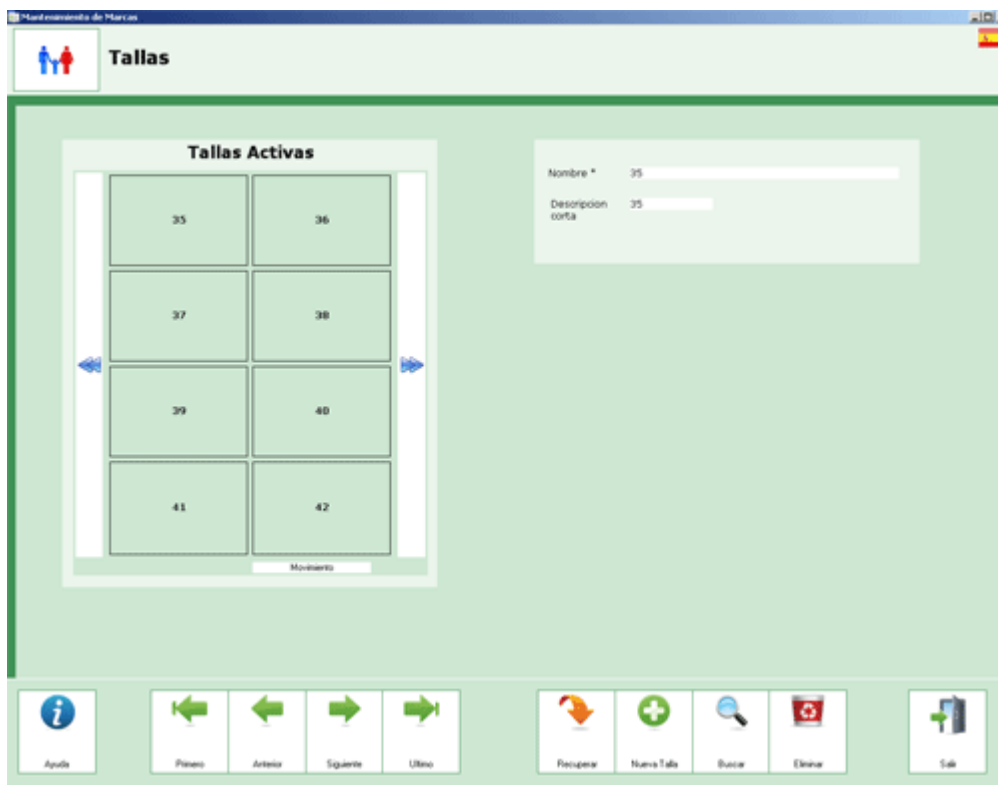 Mantenimiento de Marcas
Tallas
Tallas Activas
35 36
37 38
39 40
41 42
Movimiento
Nombre * 35
Descripcion corta 35
Ayuda
Primero Anterior Siguiente Ultimo
Recuperar Nueva Talla Buscar Eliminar
Salir